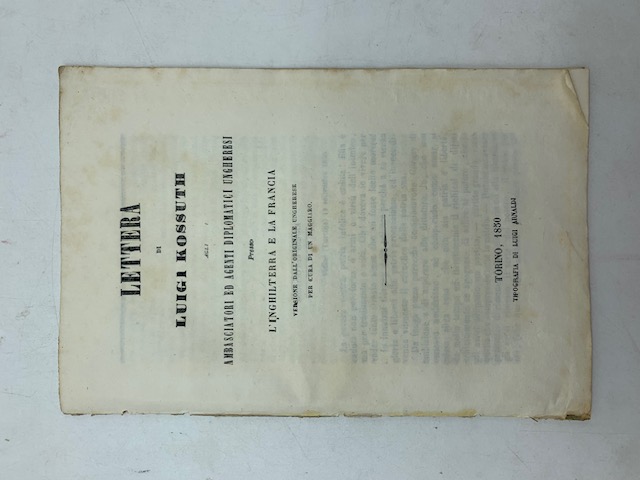 LETTERA
DI
LUIGI KOSSUTH
AGLI
AMBASCIATORI ED AGENTI DIPLOMATICI UNGHERESI
PRESSO
L'INGHILTERRA E LA FRANCIA
VERSIONE DALL'ORIGINALE UNGHERESE
PER CURA DI UN MAGGIARO.
TORINO, 1850
TIPOGRAFIA DI LUIGI ARNALDI